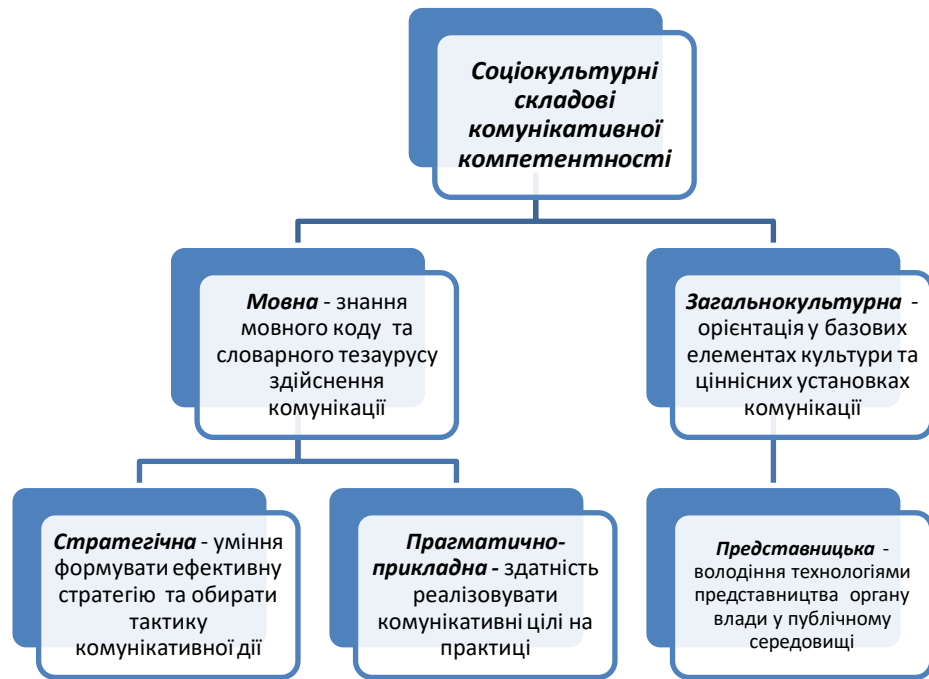 Соціокультурні
складові
комунікативної
компетентності
Мовна - знання
мовного коду та
словарного тезаурусу
здійснення
комунікації
Загальнокультурна -
орієнтація у базових
елементах культури та
ціннісних установках
комунікації
Стратегічна - уміння
формувати ефективну
стратегію та обирати
тактику
комунікативної дії
Прагматично-
прикладна - здатність
реалізовувати
комунікативні цілі на
практиці
Представницька -
володіння технологіями
представництва органу
влади у публічному
середовищі